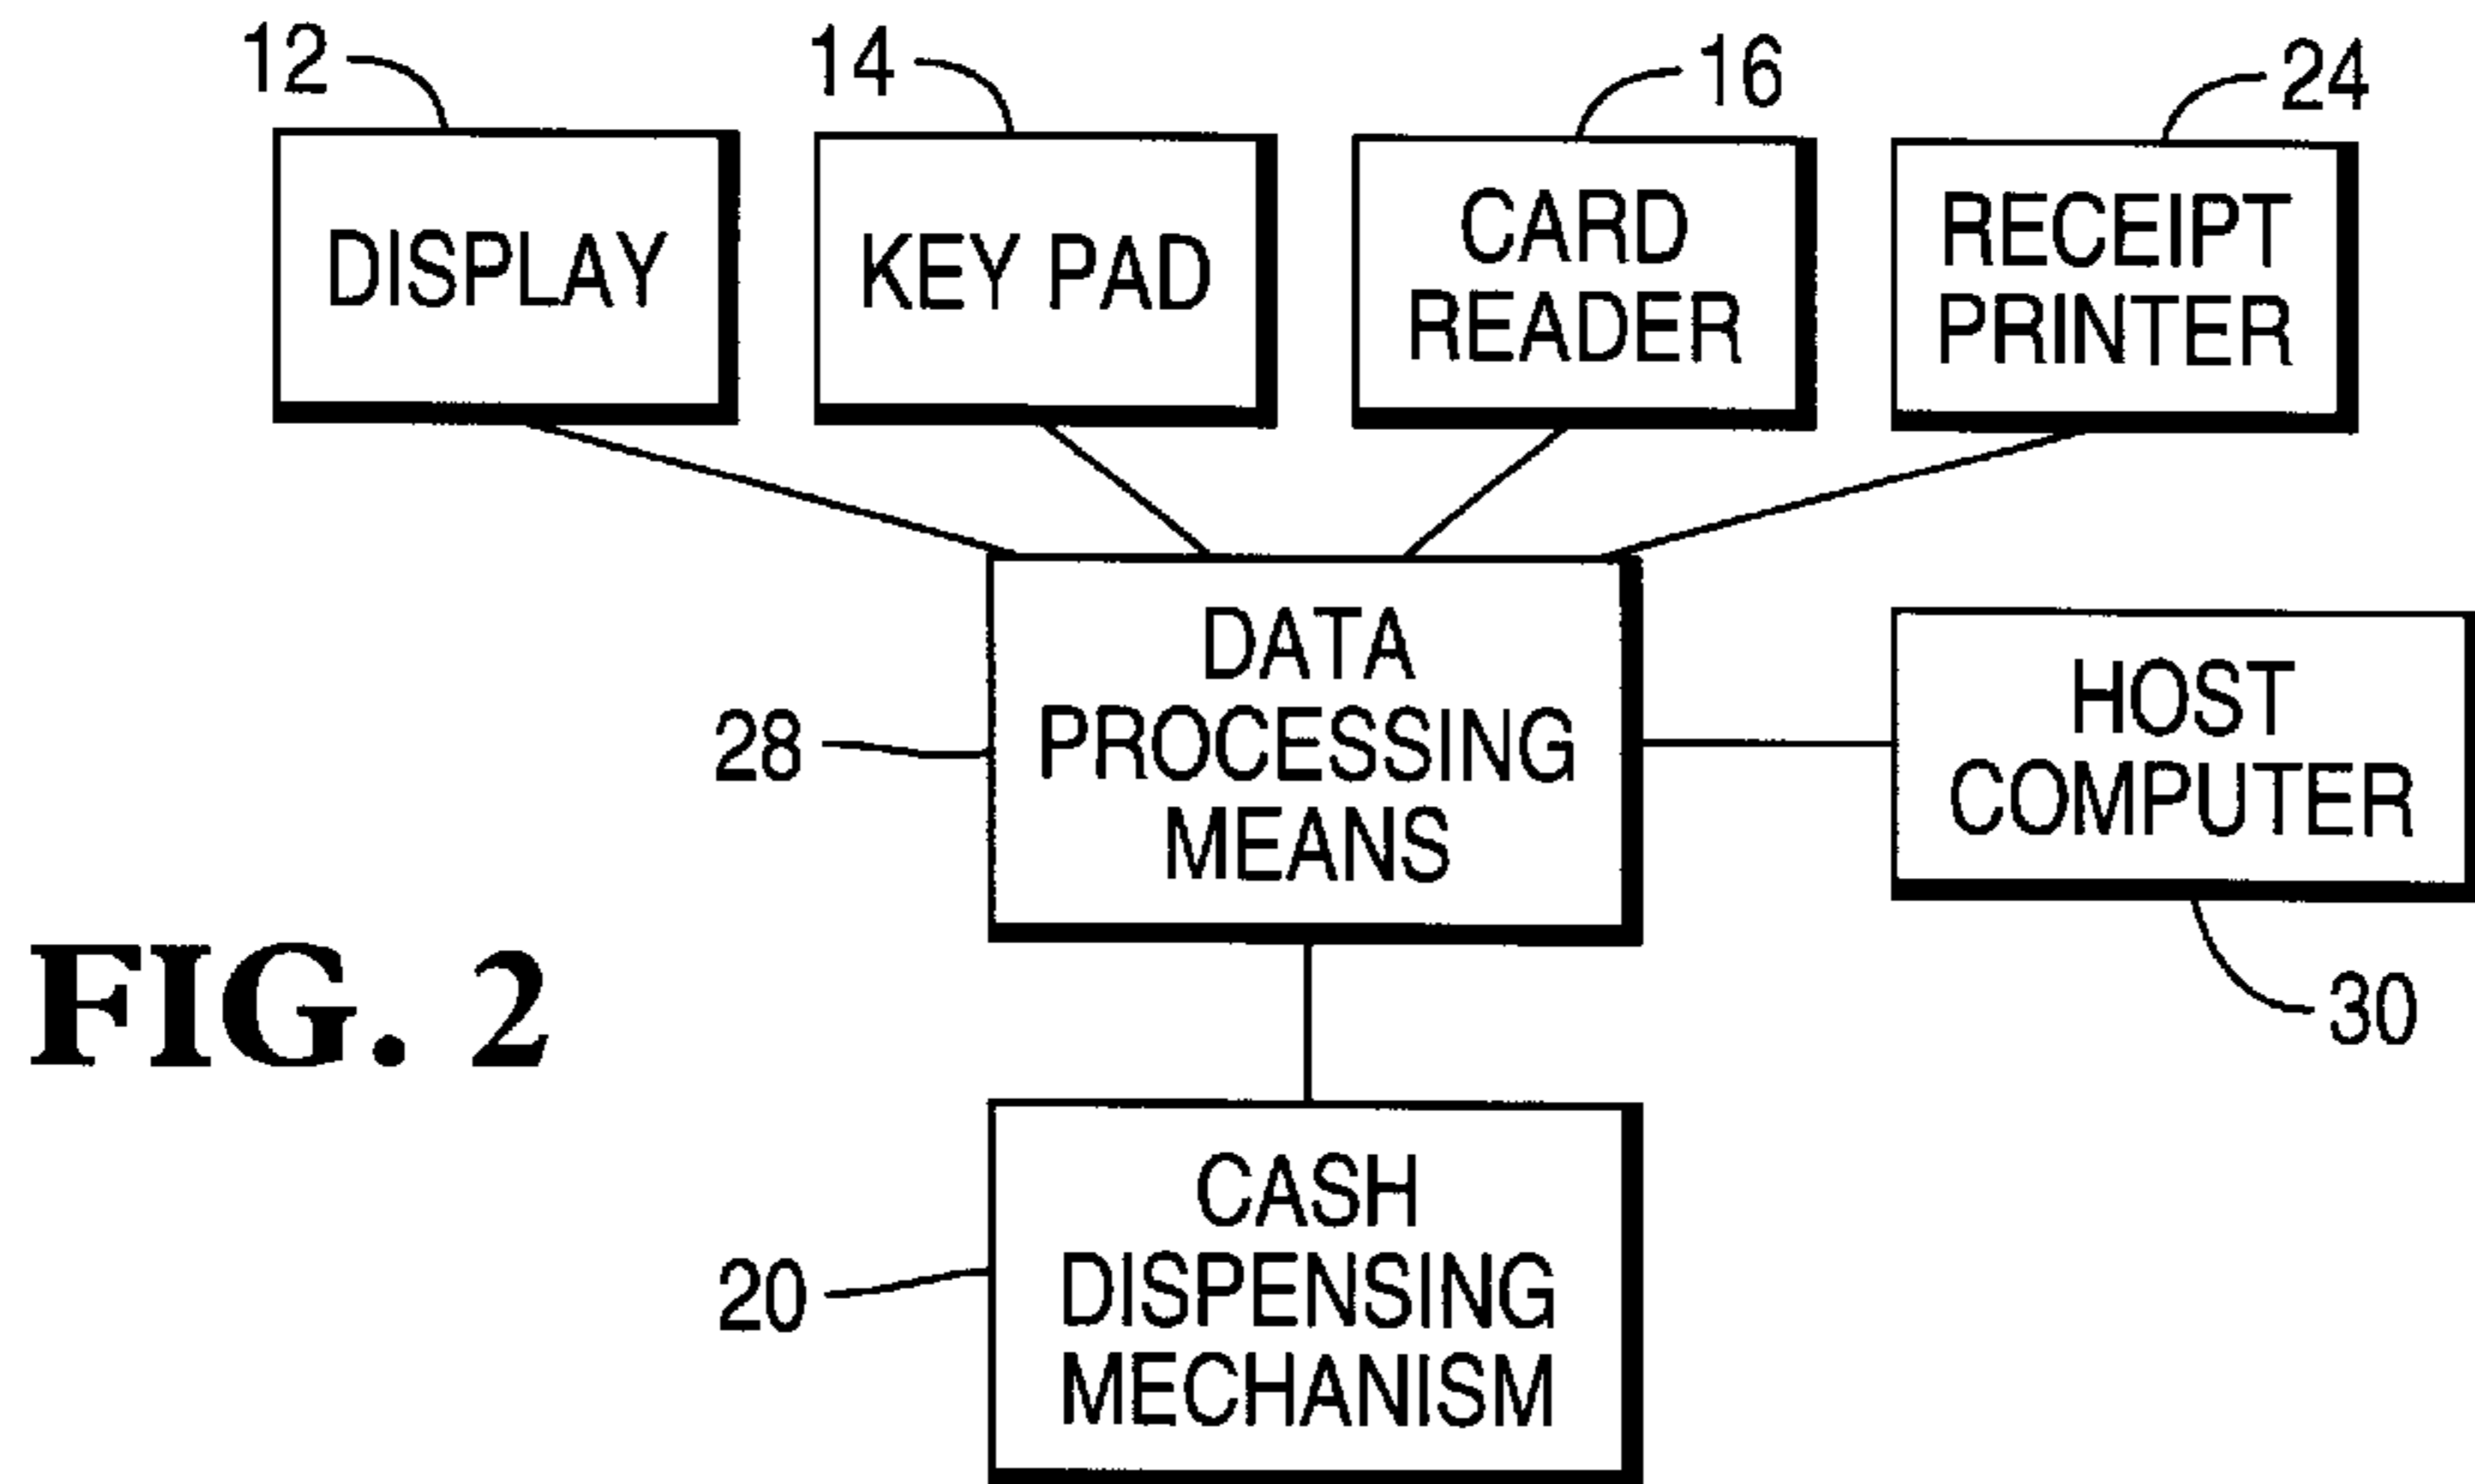 12
14
16
24
DISPLAY
KEY PAD
CARD
READER
RECEIPT
PRINTER
DATA
PROCESSING
MEANS
28
HOST
COMPUTER
30
FIG. 2
CASH
DISPENSING
MECHANISM
20